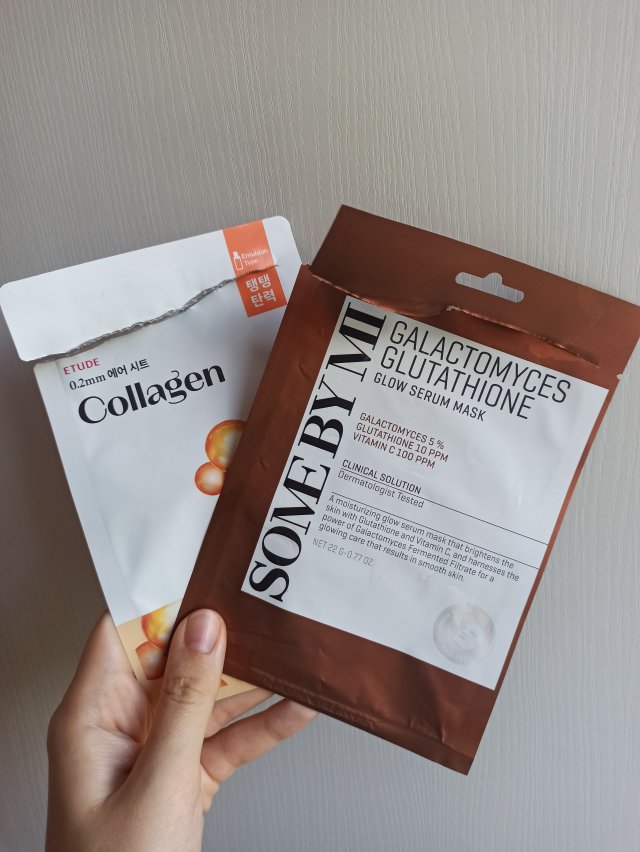 Emulsion
Type
탱탱
탄력
ETUDE
0.2mm 에어 시트
Collagen
SOME BY MI
GALACTOMYCES
GLUTATHIONE
GLOW SERUM MASK
GALACTOMYCES 5 %
GLUTATHIONE 10 PPM
VITAMIN C 100 PPM
CLINICAL SOLUTION
Dermatologist Tested
A moisturizing glow serum mask that brightens the
skin with Glutathione and Vitamin C, and harnesses the
power of Galactomyces Fermented Filtrate for a
glowing care that results in smooth skin.
NET 22 G-0.77 OZ.